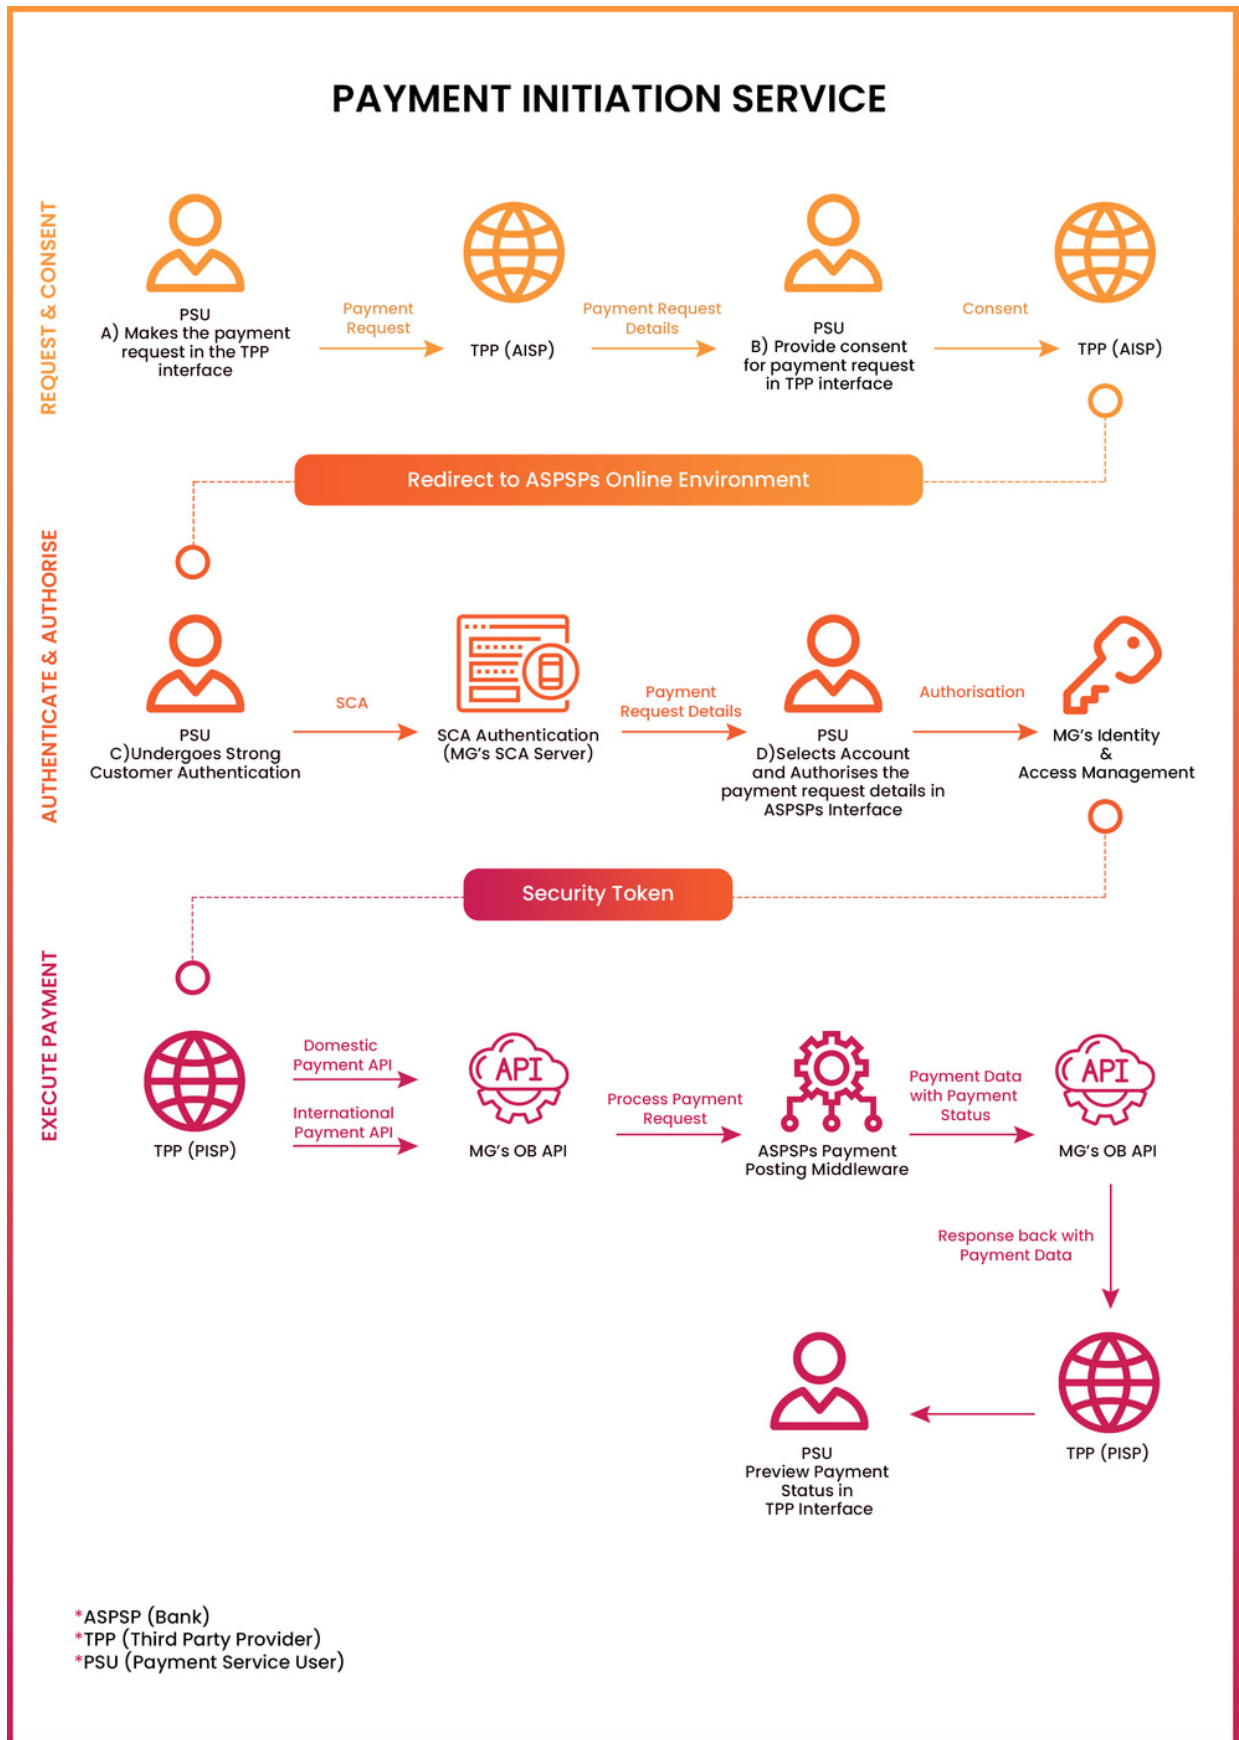 PAYMENT INITIATION SERVICE
REQUEST & CONSENT
PSU
A) Makes the payment
request in the TPP
interface
Payment
Request
TPP (AISP)
Payment Request
Details
PSU
B) Provide consent
for payment request
in TPP interface
Consent
TPP (AISP)
Redirect to ASPSPs Online Environment
AUTHENTICATE & AUTHORISE
PSU
C)Undergoes Strong
Customer Authentication
SCA
SCA Authentication
(MG's SCA Server)
Payment
Request Details
PSU
D)Selects Account
and Authorises the
payment request details in
ASPSPs Interface
Authorisation
MG's Identity
&
Access Management
Security Token
EXECUTE PAYMENT
TPP (PISP)
Domestic
Payment API
International
Payment API
API
MG's OB API
Process Payment
Request
ASPSPs Payment
Posting Middleware
Payment Data
with Payment
Status
API
MG's OB API
Response back with
Payment Data
TPP (PISP)
PSU
Preview Payment
Status in
TPP Interface
*ASPSP (Bank)
*TPP (Third Party Provider)
*PSU (Payment Service User)